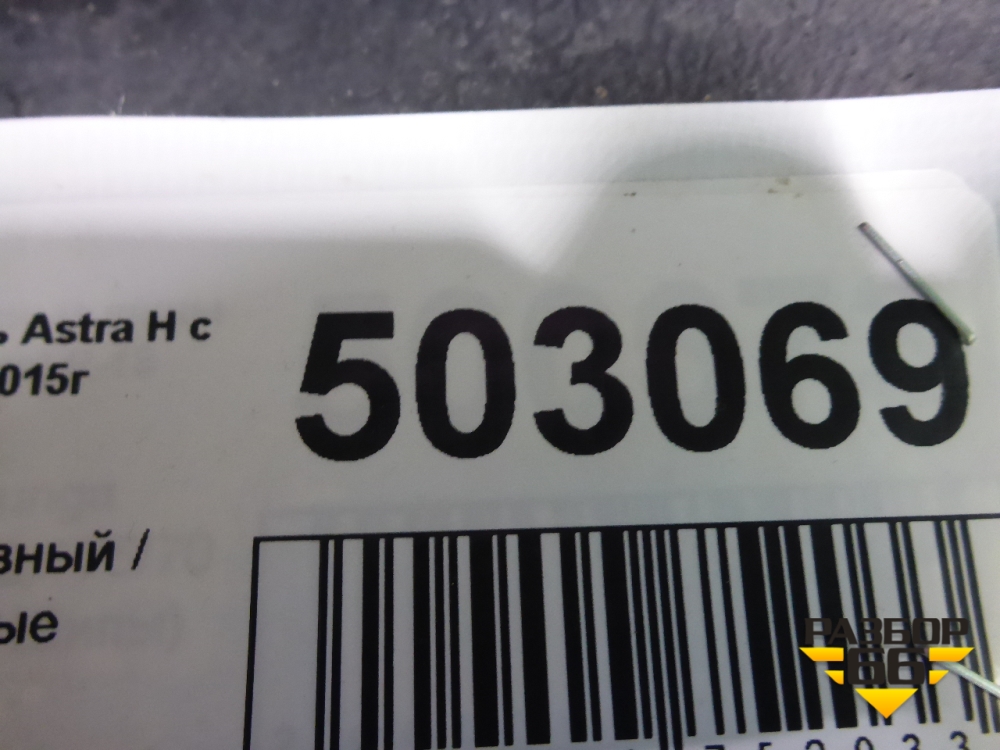 ь Astra H с
503069
015г
вный /
ые
РАЗБОР
66